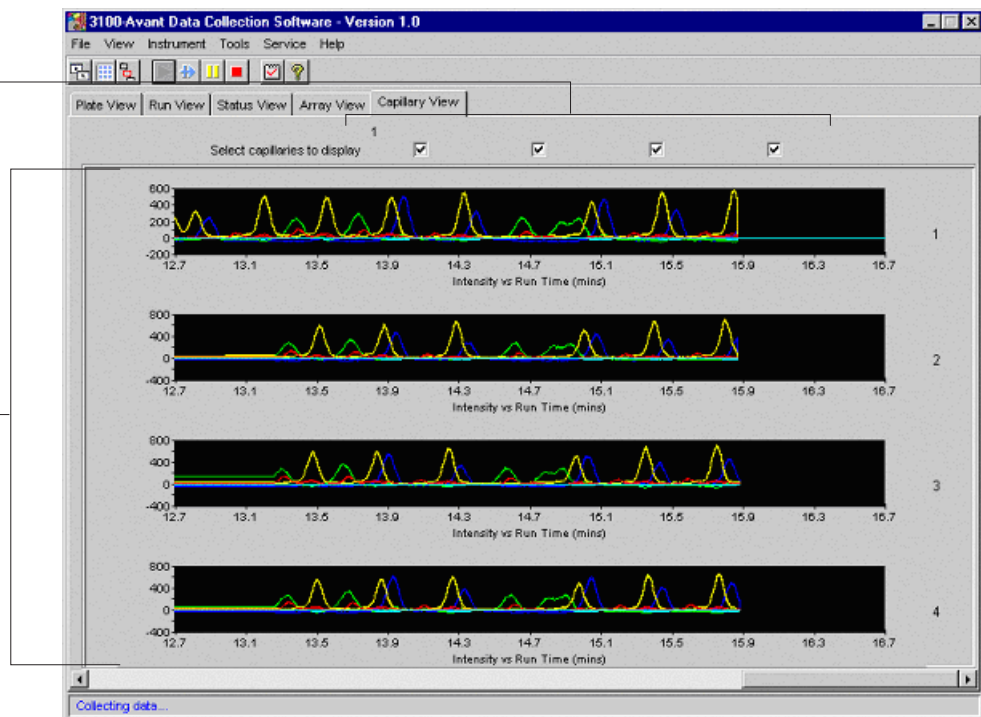 3100-Avant Data Collection Software - Version 1.0
File View Instrument Tools Service Help
Plate View Run View Status View Array View Capillary View
1
Select capillaries to display
600
400
200
0
-200
12.7 13.1 13.5 13.9 14.3 14.7 15.1 15.5 15.9 16.3 16.7
Intensity vs Run Time (mins)
1
800
400
0
-400
12.7 13.1 13.5 13.9 14.3 14.7 15.1 15.5 15.9 16.3 16.7
Intensity vs Run Time (mins)
2
800
400
0
-400
12.7 13.1 13.5 13.9 14.3 14.7 15.1 15.5 15.9 16.3 16.7
Intensity vs Run Time (mins)
3
800
400
0
-400
12.7 13.1 13.5 13.9 14.3 14.7 15.1 15.5 15.9 16.3 16.7
Intensity vs Run Time (mins)
4
Collecting data...